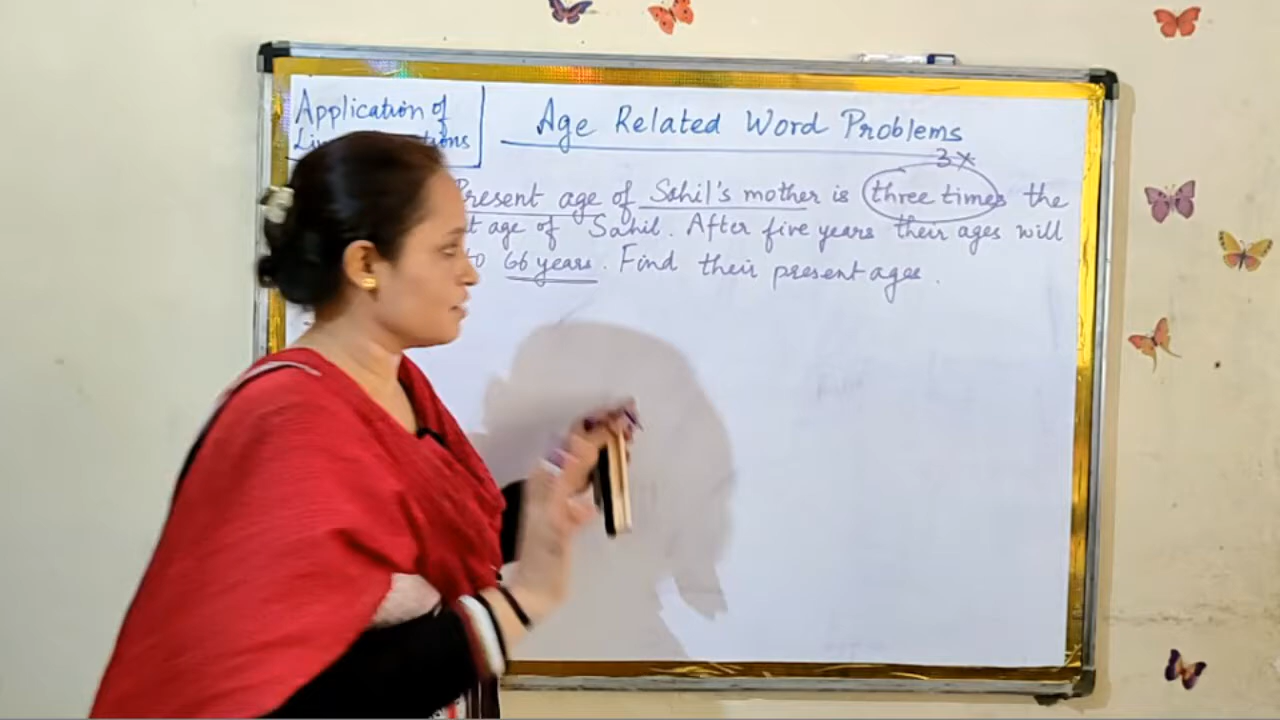 Application of
Age Related Word Problems
3x
Present age of Sahil's mother is three times the
age of Sahil. After five years their ages will
to 66 years. Find their present ages.